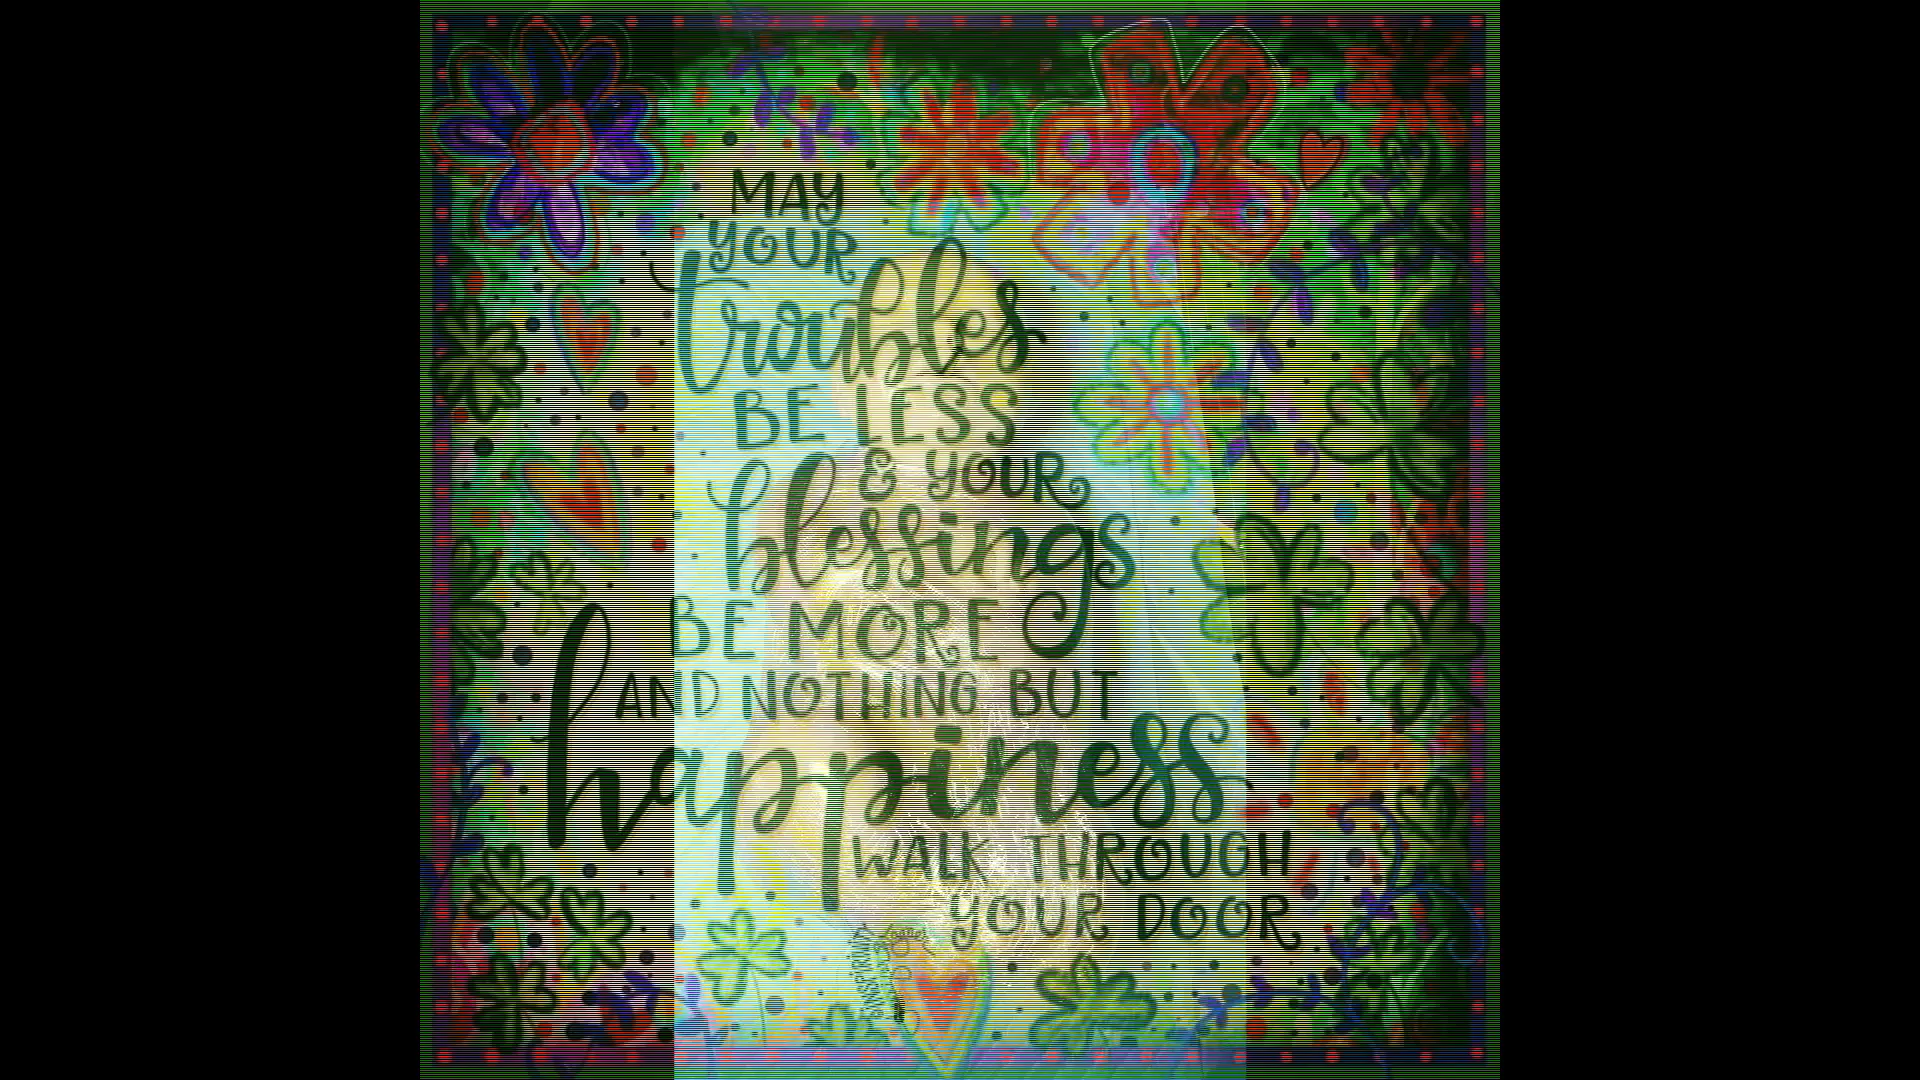 MAY
YOUR
troubles
BE LESS
& YOUR
blessings
BE MORE
AND NOTHING BUT
happiness
WALK THROUGH
YOUR DOOR